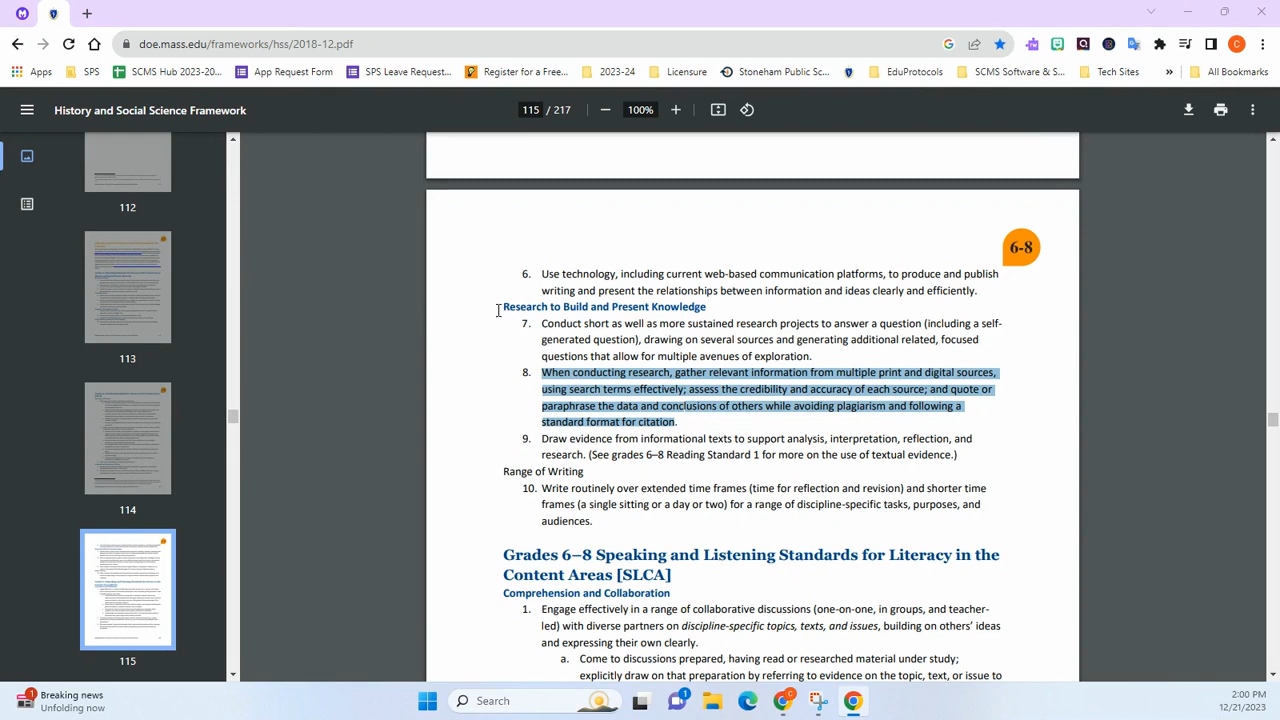 doe.mass.edu/frameworks/hss/2018-12.pdf
Apps
SPS
SCMS Hub 2023-20...
App Request Form
SPS Leave Request...
Register for a Free...
2023-24
Licensure
Stoneham Public Sc...
EduProtocols
SCMS Software & S...
Tech Sites
»
All Bookmarks
History and Social Science Framework
115 / 217
100%
112
113
114
115
6-8
6. Use technology, including current web-based communication platforms, to produce and publish
writing and present the relationships between information and ideas clearly and efficiently.
Research to Build and Present Knowledge
7. Conduct short as well as more sustained research projects to answer a question (including a self-
generated question), drawing on several sources and generating additional related, focused
questions that allow for multiple avenues of exploration.
8. When conducting research, gather relevant information from multiple print and digital sources,
using search terms effectively; assess the credibility and accuracy of each source; and quote or
paraphrase the data and conclusions of others while avoiding plagiarism and following a
standard format for citation.
9. Draw evidence from informational texts to support analysis, interpretation, reflection, and
research. (See grades 6–8 Reading Standard 1 for more on the use of textual evidence.)
Range of Writing
10. Write routinely over extended time frames (time for reflection and revision) and shorter time
frames (a single sitting or a day or two) for a range of discipline-specific tasks, purposes, and
audiences.
Grades 6–8 Speaking and Listening Standards for Literacy in the
Content Areas [SLCA]
Comprehension and Collaboration
1. Engage effectively in a range of collaborative discussions (one-on-one, in groups, and teacher-
led) with diverse partners on discipline-specific topics, texts, and issues, building on others' ideas
and expressing their own clearly.
a. Come to discussions prepared, having read or researched material under study;
explicitly draw on that preparation by referring to evidence on the topic, text, or issue to
1
Breaking news
Unfolding now
Search
1
2:00 PM
12/21/2023